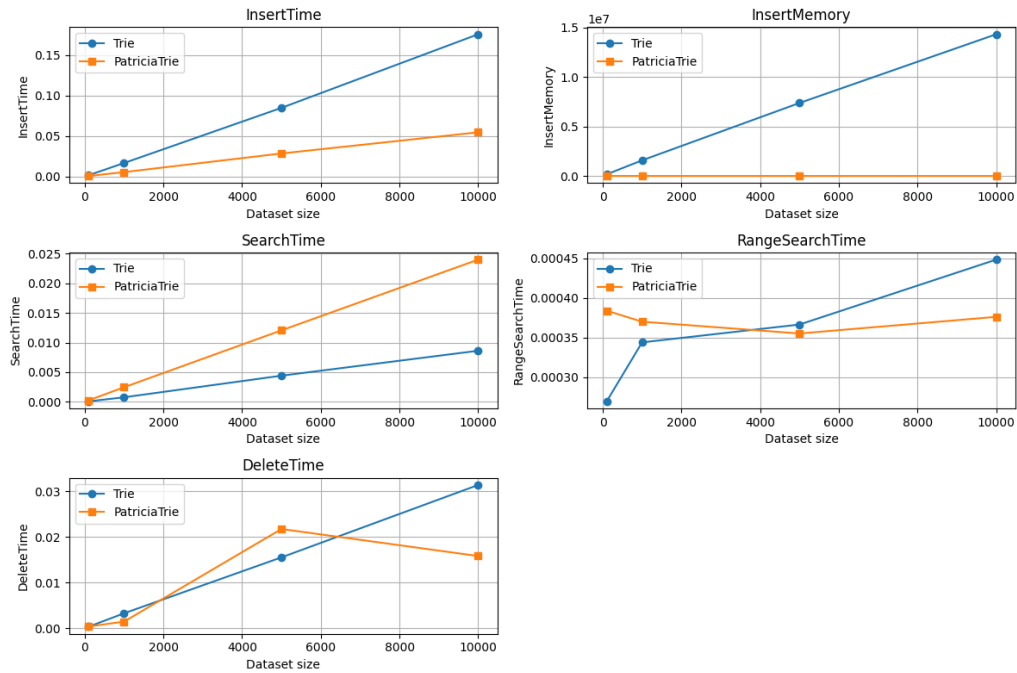 InsertTime
Trie
PatriciaTrie
0.15
0.10
0.05
0.00
InsertTime
0 2000 4000 6000 8000 10000
Dataset size
InsertMemory
1e7
Trie
PatriciaTrie
1.5
1.0
0.5
0.0
InsertMemory
0 2000 4000 6000 8000 10000
Dataset size
SearchTime
Trie
PatriciaTrie
0.025
0.020
0.015
0.010
0.005
0.000
SearchTime
0 2000 4000 6000 8000 10000
Dataset size
RangeSearchTime
Trie
PatriciaTrie
0.00045
0.00040
0.00035
0.00030
RangeSearchTime
0 2000 4000 6000 8000 10000
Dataset size
DeleteTime
Trie
PatriciaTrie
0.03
0.02
0.01
0.00
DeleteTime
0 2000 4000 6000 8000 10000
Dataset size